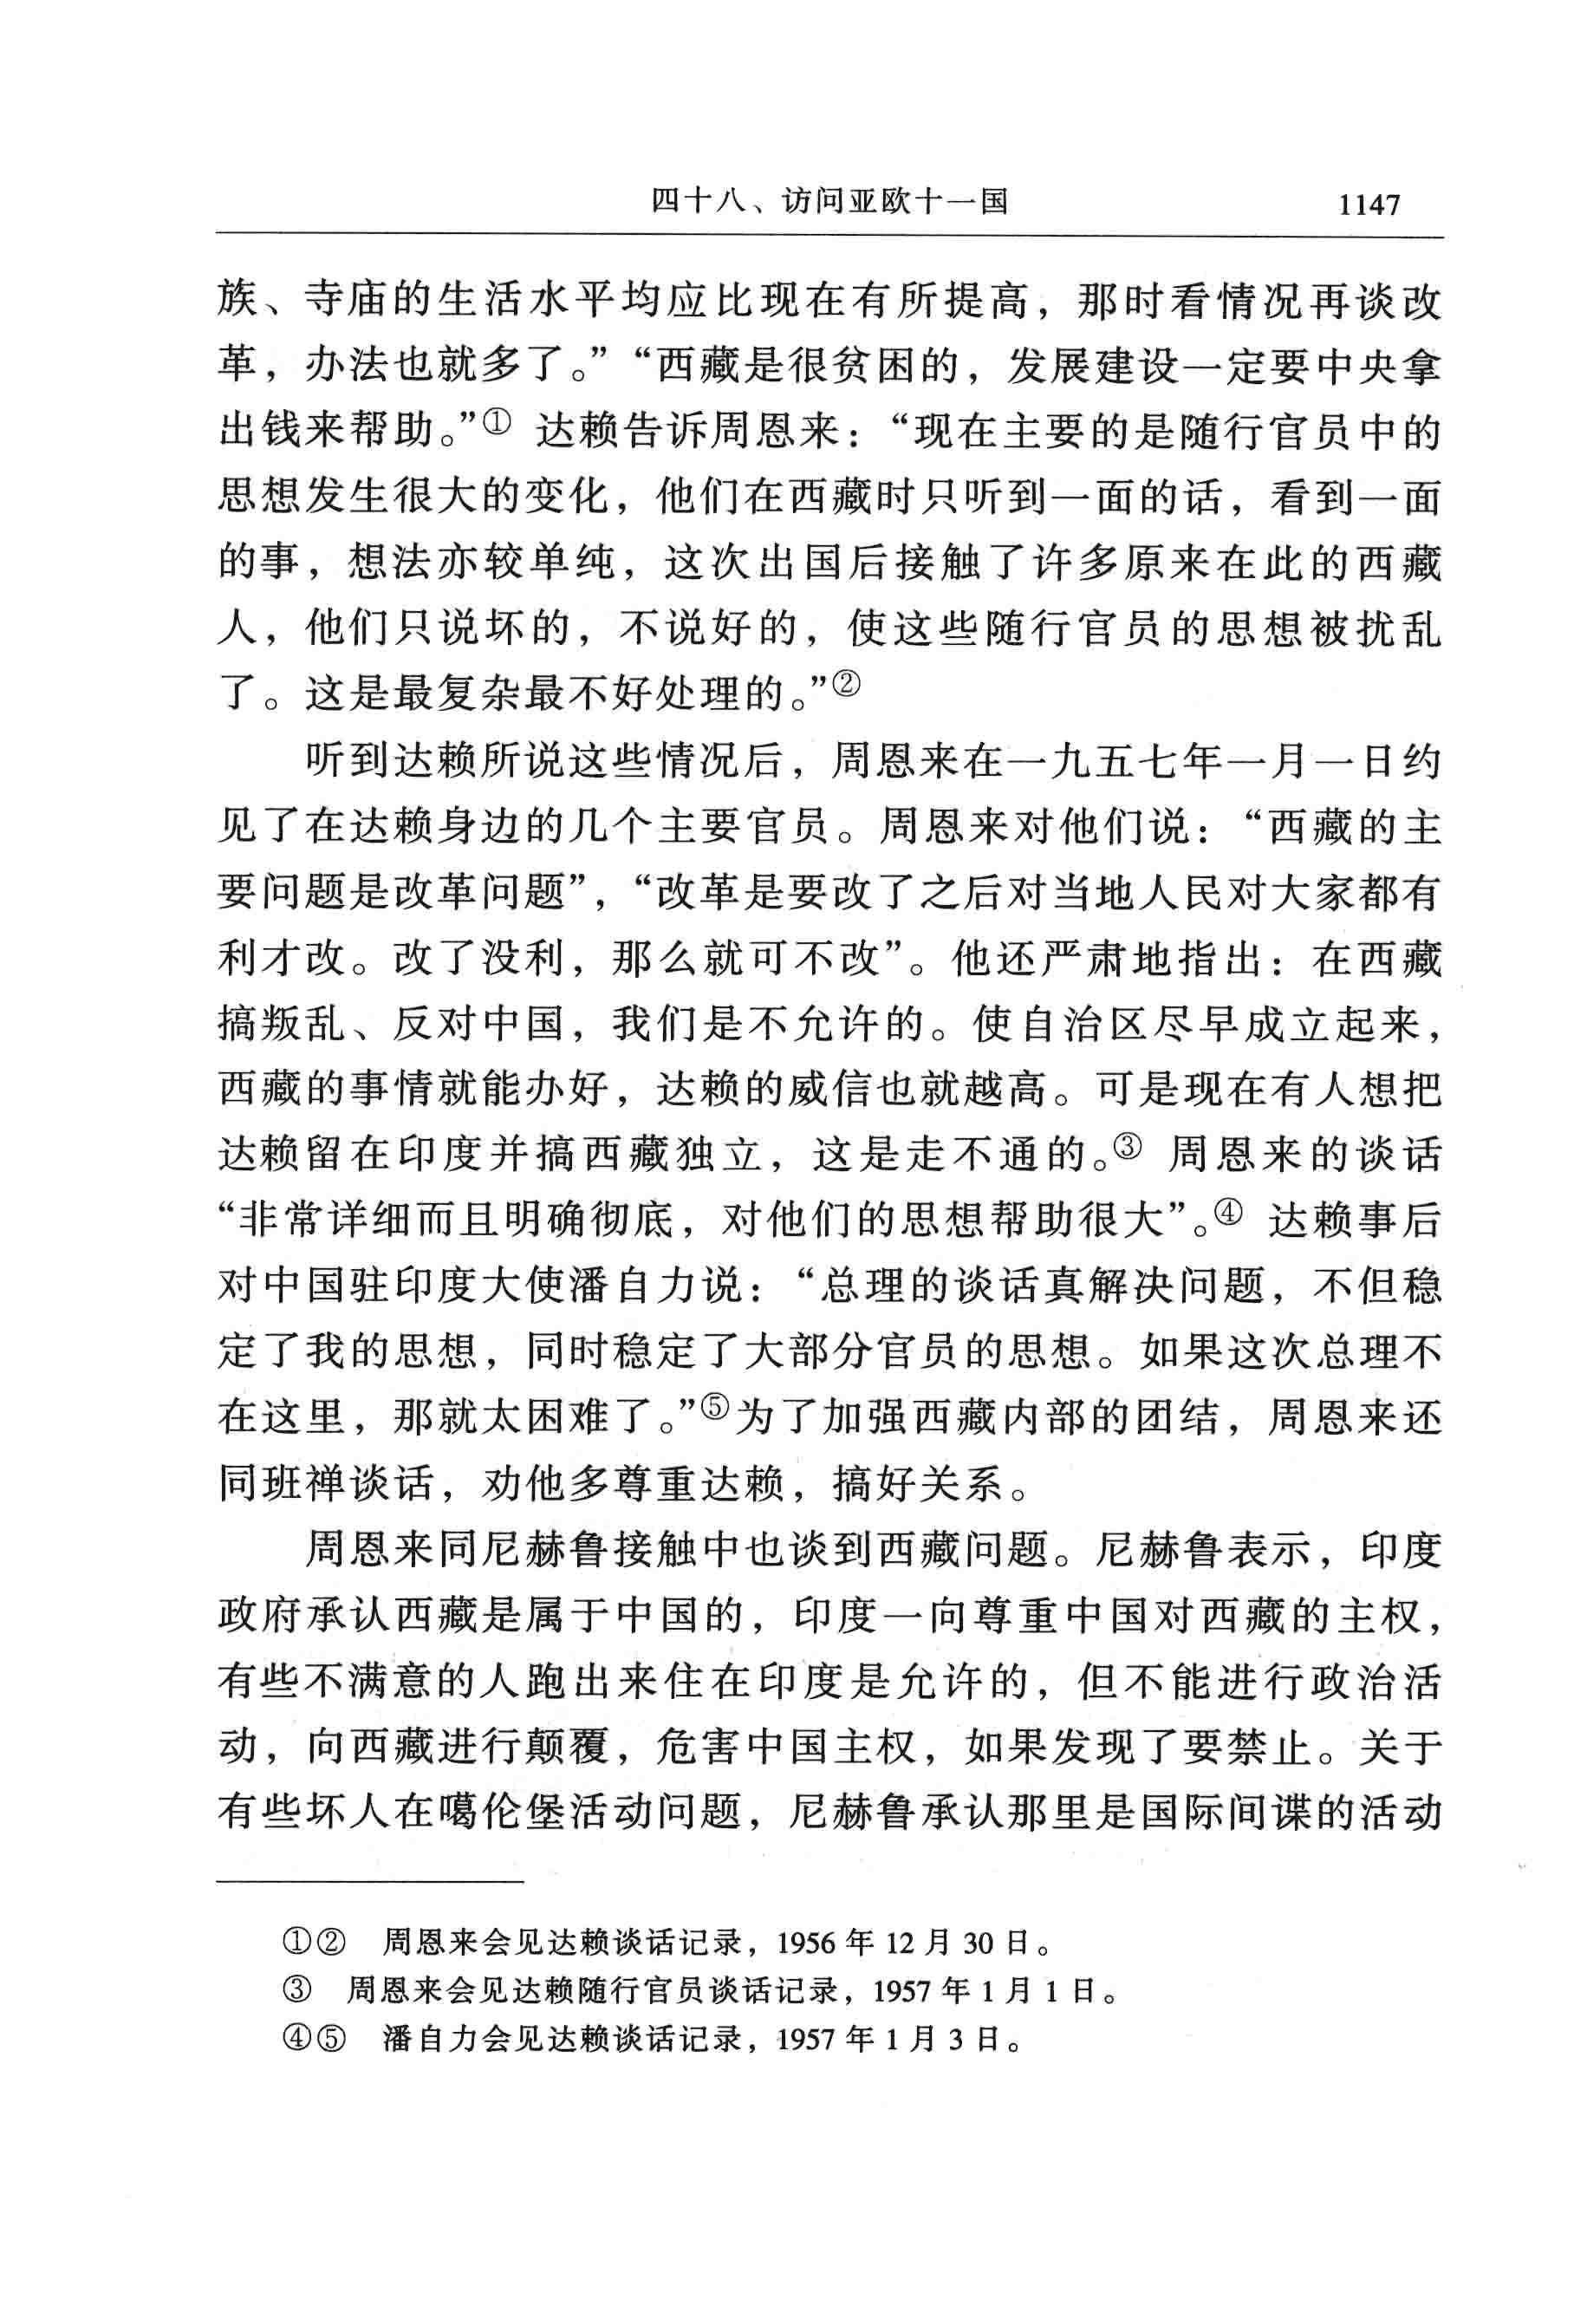 四十八、访问亚欧十一国 1147
族、寺庙的生活水平均应比现在有所提高，那时看情况再谈改
革，办法也就多了。”“西藏是很贫困的，发展建设一定要中央拿
出钱来帮助。”① 达赖告诉周恩来：“现在主要的是随行官员中的
思想发生很大的变化，他们在西藏时只听到一面的话，看到一面
的事，想法亦较单纯，这次出国后接触了许多原来在此的西藏
人，他们只说坏的，不说好的，使这些随行官员的思想被扰乱
了。这是最复杂最不好处理的。”②
听到达赖所说这些情况后，周恩来在一九五七年一月一日约
见了在达赖身边的几个主要官员。周恩来对他们说：“西藏的主
要问题是改革问题”，“改革是要改了之后对当地人民对大家都有
利才改。改了没利，那么就可不改”。他还严肃地指出：在西藏
搞叛乱、反对中国，我们是不允许的。使自治区尽早成立起来，
西藏的事情就能办好，达赖的威信也就越高。可是现在有人想把
达赖留在印度并搞西藏独立，这是走不通的。③ 周恩来的谈话
“非常详细而且明确彻底，对他们的思想帮助很大”。④ 达赖事后
对中国驻印度大使潘自力说：“总理的谈话真解决问题，不但稳
定了我的思想，同时稳定了大部分官员的思想。如果这次总理不
在这里，那就太困难了。”⑤为了加强西藏内部的团结，周恩来还
同班禅谈话，劝他多尊重达赖，搞好关系。
周恩来同尼赫鲁接触中也谈到西藏问题。尼赫鲁表示，印度
政府承认西藏是属于中国的，印度一向尊重中国对西藏的主权，
有些不满意的人跑出来住在印度是允许的，但不能进行政治活
动，向西藏进行颠覆，危害中国主权，如果发现了要禁止。关于
有些坏人在噶伦堡活动问题，尼赫鲁承认那里是国际间谍的活动
①② 周恩来会见达赖谈话记录，1956 年 12 月 30 日。
③ 周恩来会见达赖随行官员谈话记录，1957 年 1 月 1 日。
④⑤ 潘自力会见达赖谈话记录，1957 年 1 月 3 日。